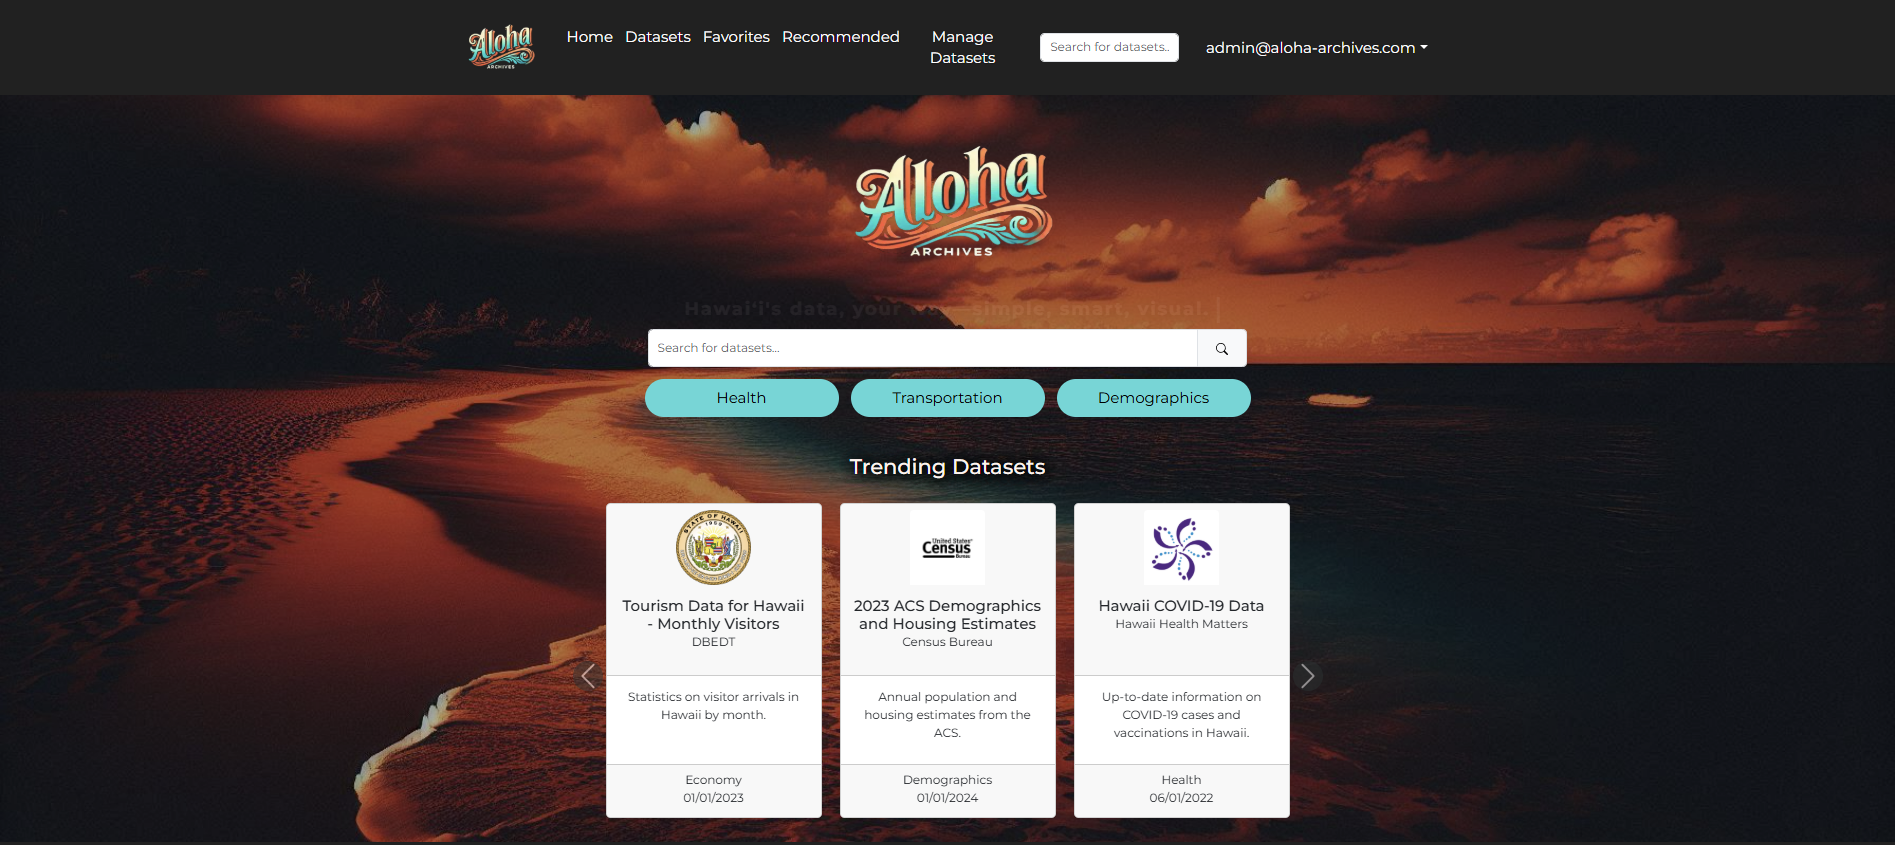 Aloha
ARCHIVES
Home Datasets Favorites Recommended Manage Datasets
Search for datasets..
admin@aloha-archives.com
Aloha
ARCHIVES
Hawai‘i's data, your way—simple, smart, visual.
Search for datasets...
Health Transportation Demographics
Trending Datasets
STATE OF HAWAII
1959
Tourism Data for Hawaii
- Monthly Visitors
DBEDT
Statistics on visitor arrivals in
Hawaii by month.
Economy
01/01/2023
United States®
Census
Bureau
2023 ACS Demographics
and Housing Estimates
Census Bureau
Annual population and
housing estimates from the
ACS.
Demographics
01/01/2024
Hawaii COVID-19 Data
Hawaii Health Matters
Up-to-date information on
COVID-19 cases and
vaccinations in Hawaii.
Health
06/01/2022